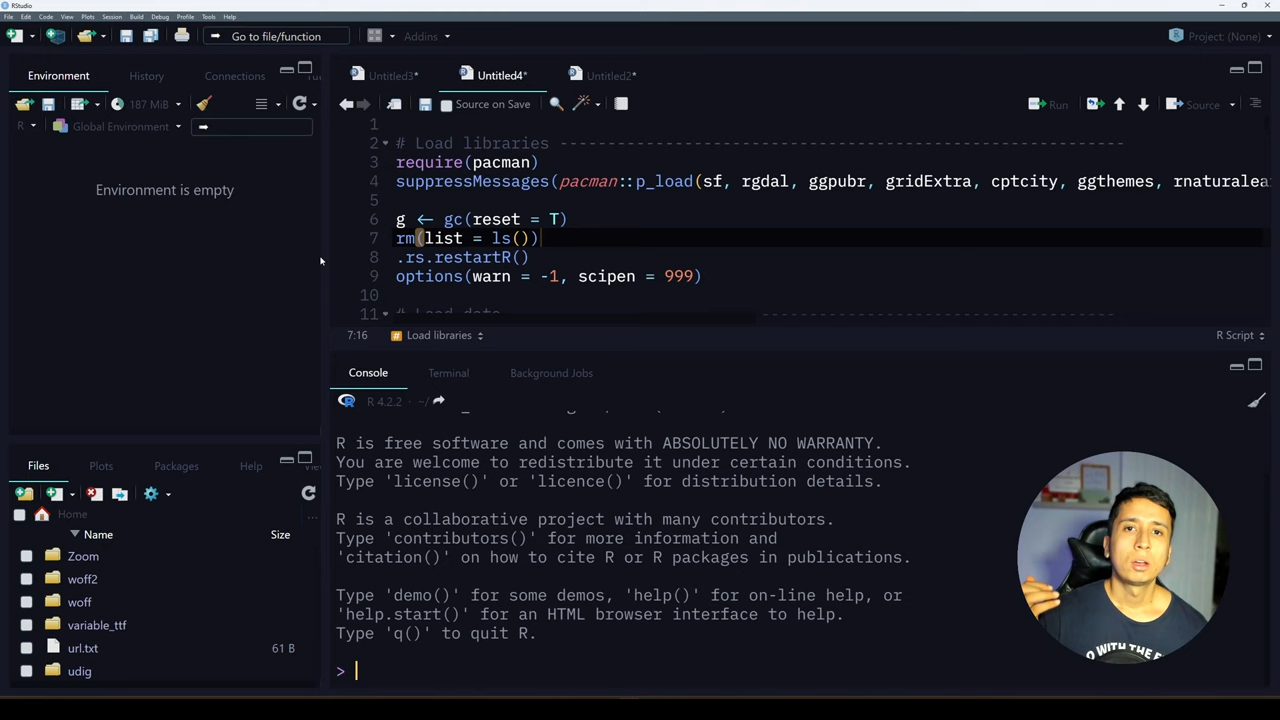 RStudio
File Edit Code View Plots Session Build Debug Profile Tools Help
Go to file/function
Addins
Project: (None)
Environment History Connections
187 MiB
R Global Environment
Environment is empty
Untitled3* Untitled4* Untitled2*
Source on Save
Run
Source
1
2 # Load libraries ---------------------------------------------------------------
3 require(pacman)
4 suppressMessages(pacman::p_load(sf, rgdal, ggpubr, gridExtra, cptcity, ggthemes,
5
6 g <- gc(reset = T)
7 rm(list = ls())
8 .rs.restartR()
9 options(warn = -1, scipen = 999)
10
11 # Load data
7:16 Load libraries R Script
Console Terminal Background Jobs
R 4.2.2 · ~/
R is free software and comes with ABSOLUTELY NO WARRANTY.
You are welcome to redistribute it under certain conditions.
Type 'license()' or 'licence()' for distribution details.
R is a collaborative project with many contributors.
Type 'contributors()' for more information and
'citation()' on how to cite R or R packages in publications.
Type 'demo()' for some demos, 'help()' for on-line help, or
'help.start()' for an HTML browser interface to help.
Type 'q()' to quit R.
>
Files Plots Packages Help
Home
Name Size
Zoom
woff2
woff
variable_ttf
url.txt 61 B
udig
O WITH THE